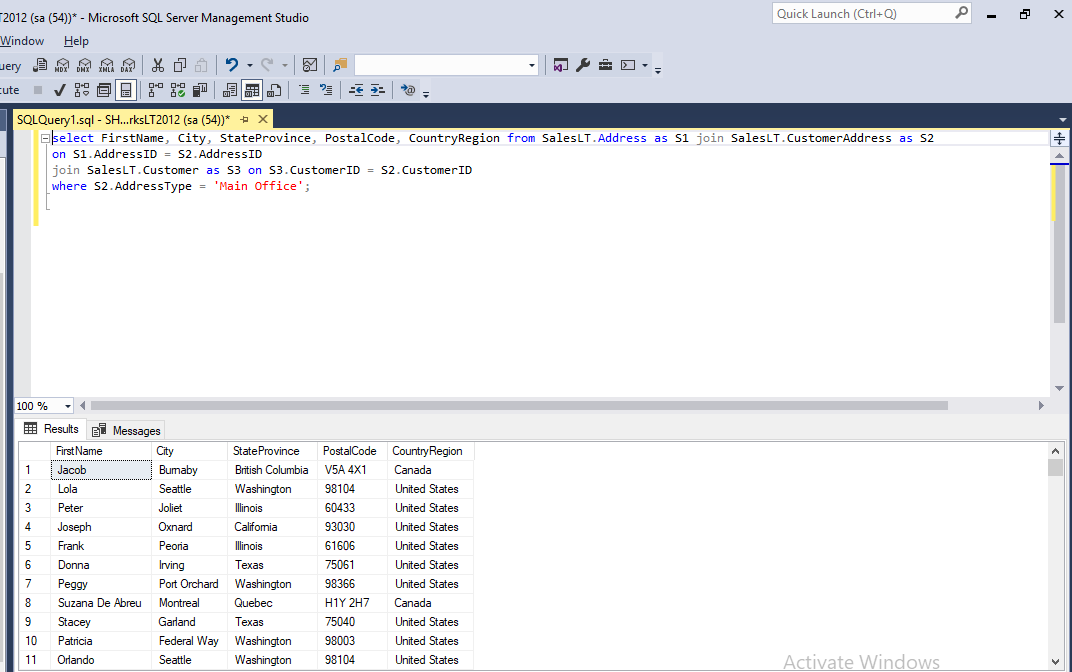 T2012 (sa (54))* - Microsoft SQL Server Management Studio
Quick Launch (Ctrl+Q)
Window Help
uery MDX DMX XMLA DAX
ute
SQLQuery1.sql - SH...rksLT2012 (sa (54))*
select FirstName, City, StateProvince, PostalCode, CountryRegion from SalesLT.Address as S1 join SalesLT.CustomerAddress as S2
on S1.AddressID = S2.AddressID
join SalesLT.Customer as S3 on S3.CustomerID = S2.CustomerID
where S2.AddressType = 'Main Office';
100 %
Results Messages
FirstName City StateProvince PostalCode CountryRegion
1 Jacob Burnaby British Columbia V5A 4X1 Canada
2 Lola Seattle Washington 98104 United States
3 Peter Joliet Illinois 60433 United States
4 Joseph Oxnard California 93030 United States
5 Frank Peoria Illinois 61606 United States
6 Donna Irving Texas 75061 United States
7 Peggy Port Orchard Washington 98366 United States
8 Suzana De Abreu Montreal Quebec H1Y 2H7 Canada
9 Stacey Garland Texas 75040 United States
10 Patricia Federal Way Washington 98003 United States
11 Orlando Seattle Washington 98104 United States
Activate Windows